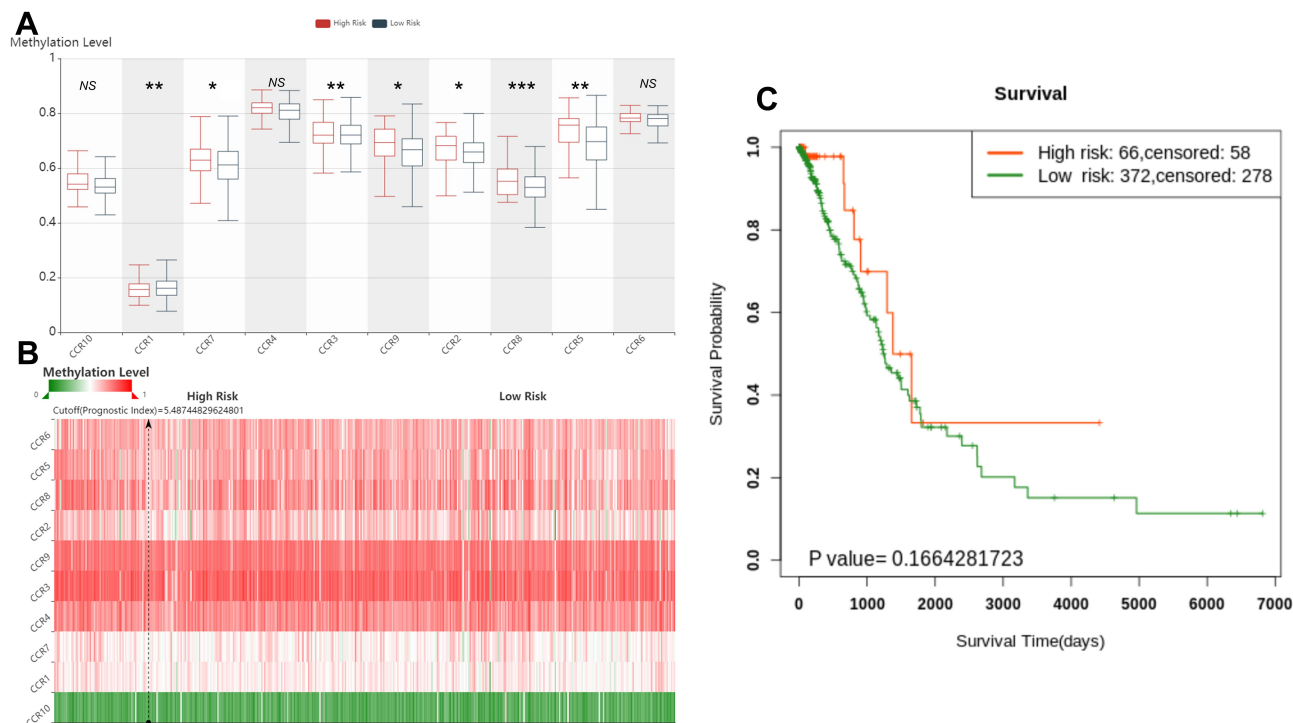 A
High Risk Low Risk
Methylation Level
1
NS ** * NS ** * * *** ** NS
0.8
0.6
0.4
0.2
0
CCR10 CCR1 CCR7 CCR4 CCR3 CCR9 CCR2 CCR8 CCR5 CCR6
B
Methylation Level
0 1
High Risk Low Risk
Cutoff(Prognostic Index)=5.48744829624801
CCR6
CCR5
CCR8
CCR2
CCR9
CCR3
CCR4
CCR7
CCR1
CCR10
C
Survival
High risk: 66,censored: 58
Low risk: 372,censored: 278
Survival Probability
1.0
0.8
0.6
0.4
0.2
0.0
P value= 0.1664281723
0 1000 2000 3000 4000 5000 6000 7000
Survival Time(days)